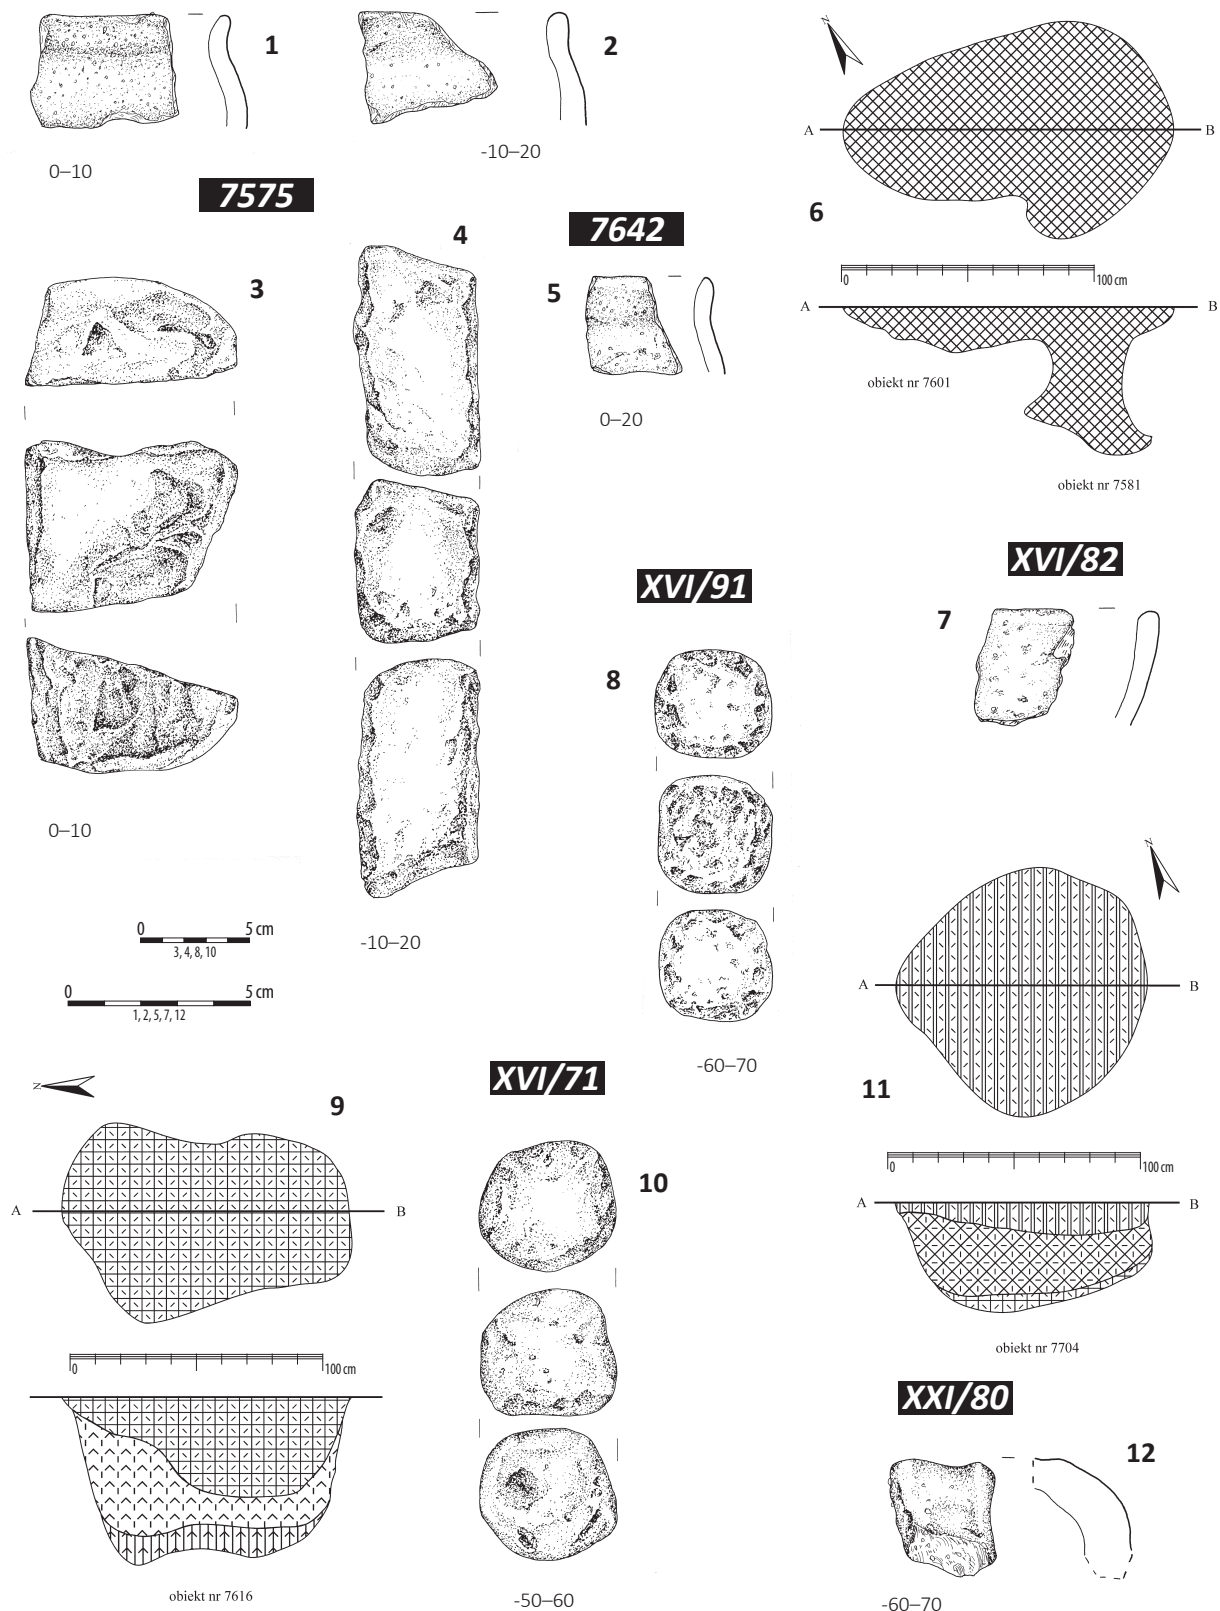 1
0–10
2
-10–20
7575
3
0–10
4
-10–20
7642
5
0–20
N
A
B
6
0
100 cm
A
B
obiekt nr 7601
obiekt nr 7581
XVI/82
7
XVI/91
8
-60–70
0
5 cm
3, 4, 8, 10
0
5 cm
1, 2, 5, 7, 12
N
9
A
B
0
100 cm
obiekt nr 7616
XVI/71
10
-50–60
N
A
B
11
0
100 cm
A
B
obiekt nr 7704
XXI/80
12
-60–70